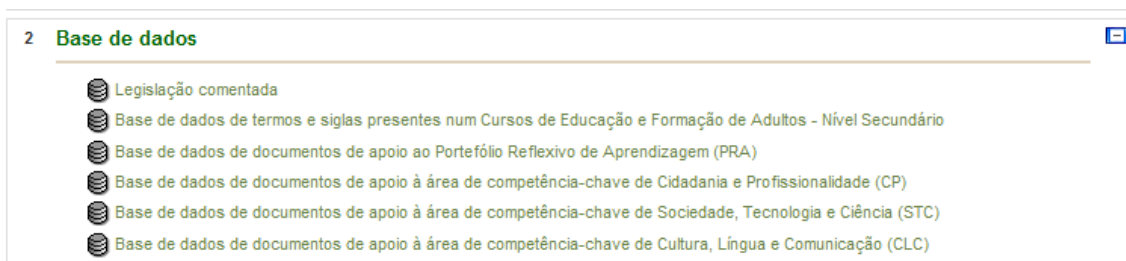 2 Base de dados
Legislação comentada
Base de dados de termos e siglas presentes num Cursos de Educação e Formação de Adultos - Nível Secundário
Base de dados de documentos de apoio ao Portefólio Reflexivo de Aprendizagem (PRA)
Base de dados de documentos de apoio à área de competência-chave de Cidadania e Profissionalidade (CP)
Base de dados de documentos de apoio à área de competência-chave de Sociedade, Tecnologia e Ciência (STC)
Base de dados de documentos de apoio à área de competência-chave de Cultura, Língua e Comunicação (CLC)